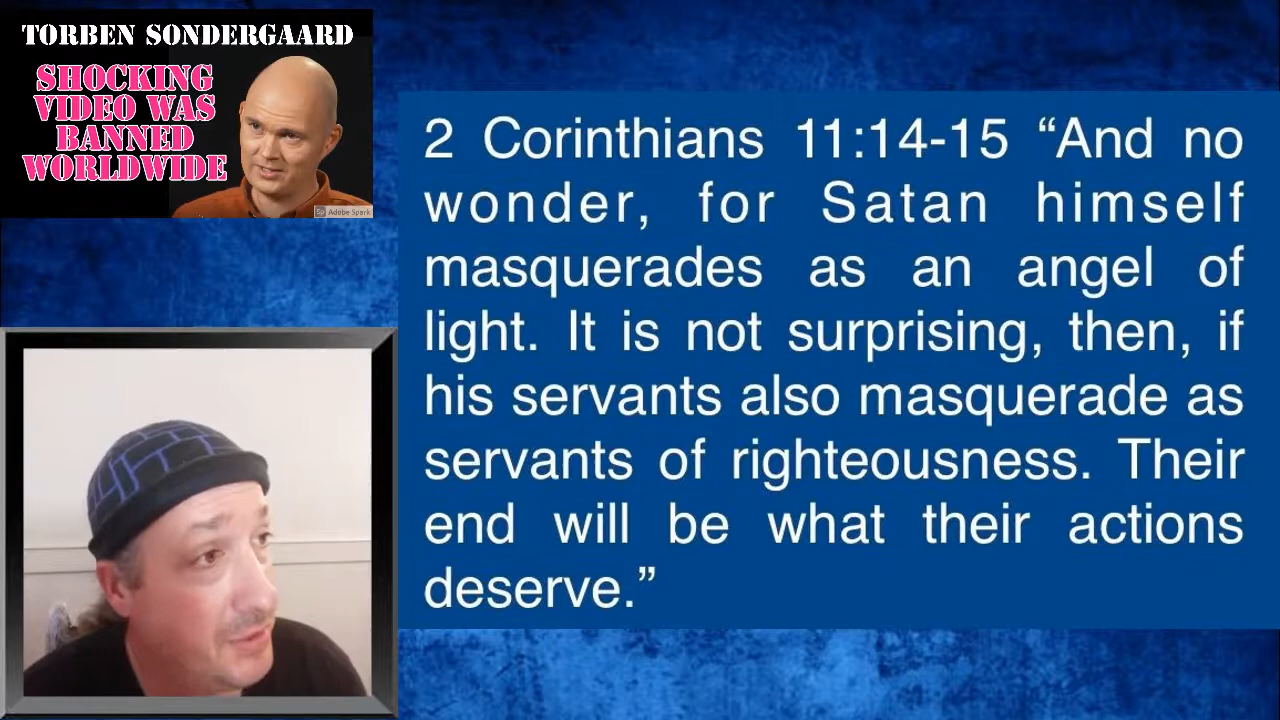 TORBEN SONDERGAARD
SHOCKING
VIDEO WAS
BANNED
WORLDWIDE
Adobe Spark
2 Corinthians 11:14-15 “And no
wonder, for Satan himself
masquerades as an angel of
light. It is not surprising, then, if
his servants also masquerade as
servants of righteousness. Their
end will be what their actions
deserve.”